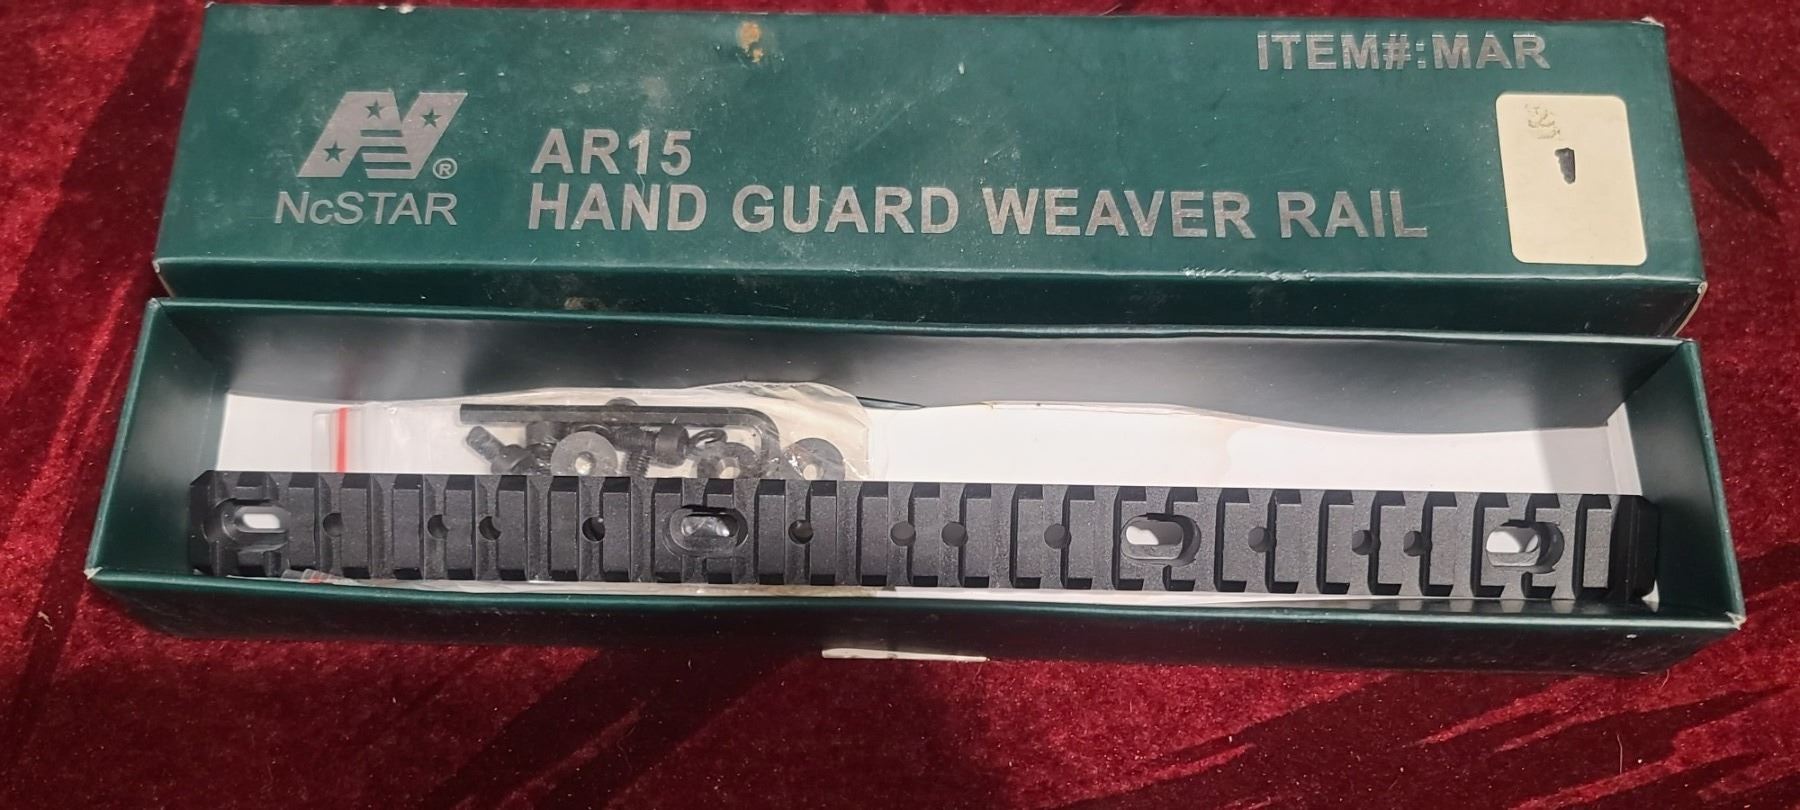 ITEM#:MAR
NcSTAR®
AR15
HAND GUARD WEAVER RAIL